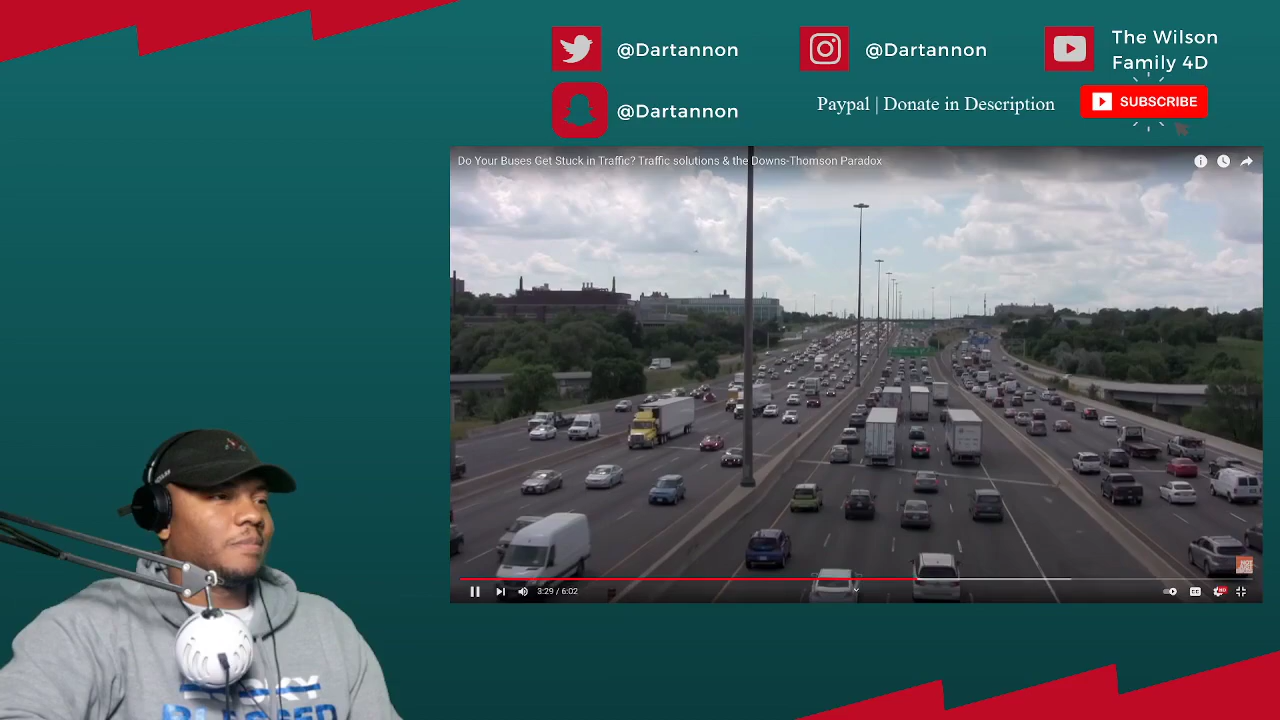 @Dartannon
@Dartannon
The Wilson
Family 4D
@Dartannon
Paypal | Donate in Description
SUBSCRIBE
Do Your Buses Get Stuck in Traffic? Traffic solutions & the Downs-Thomson Paradox
3:29 / 6:02
BLESSED